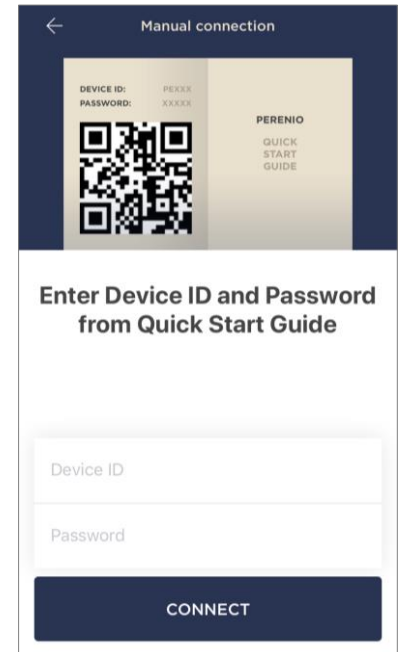 Manual connection
DEVICE ID: PEXXX
PASSWORD: XXXXX
PERENIO
QUICK
START
GUIDE
Enter Device ID and Password
from Quick Start Guide
Device ID
Password
CONNECT